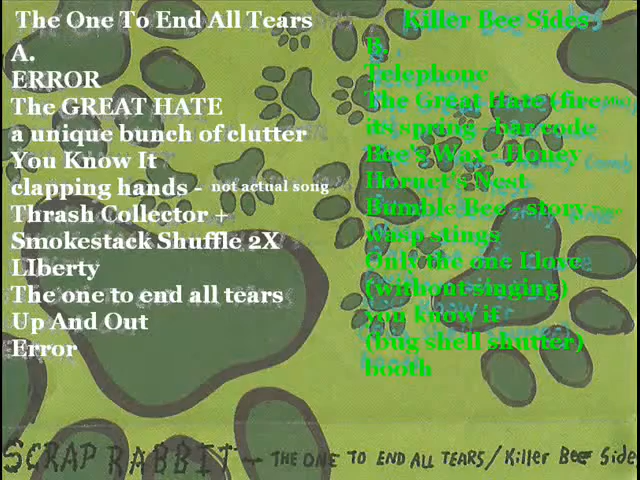 The One To End All Tears
A.
ERROR
The GREAT HATE
a unique bunch of clutter
You Know It
clapping hands - not actual song
Thrash Collector +
Smokestack Shuffle 2X
LIberty
The one to end all tears
Up And Out
Error
Killer Bee Sides
B.
Telephone
The Great Hate (fire
its spring - bar code
Bee's Wax - Honey
Hornet's Nest
Bumble Bee - story
wasp stings
Only the one I love
(without singing)
you know it
(bug shell shutter)
booth
SCRAP RABBIT - THE ONE TO END ALL TEARS/Killer Bee Side